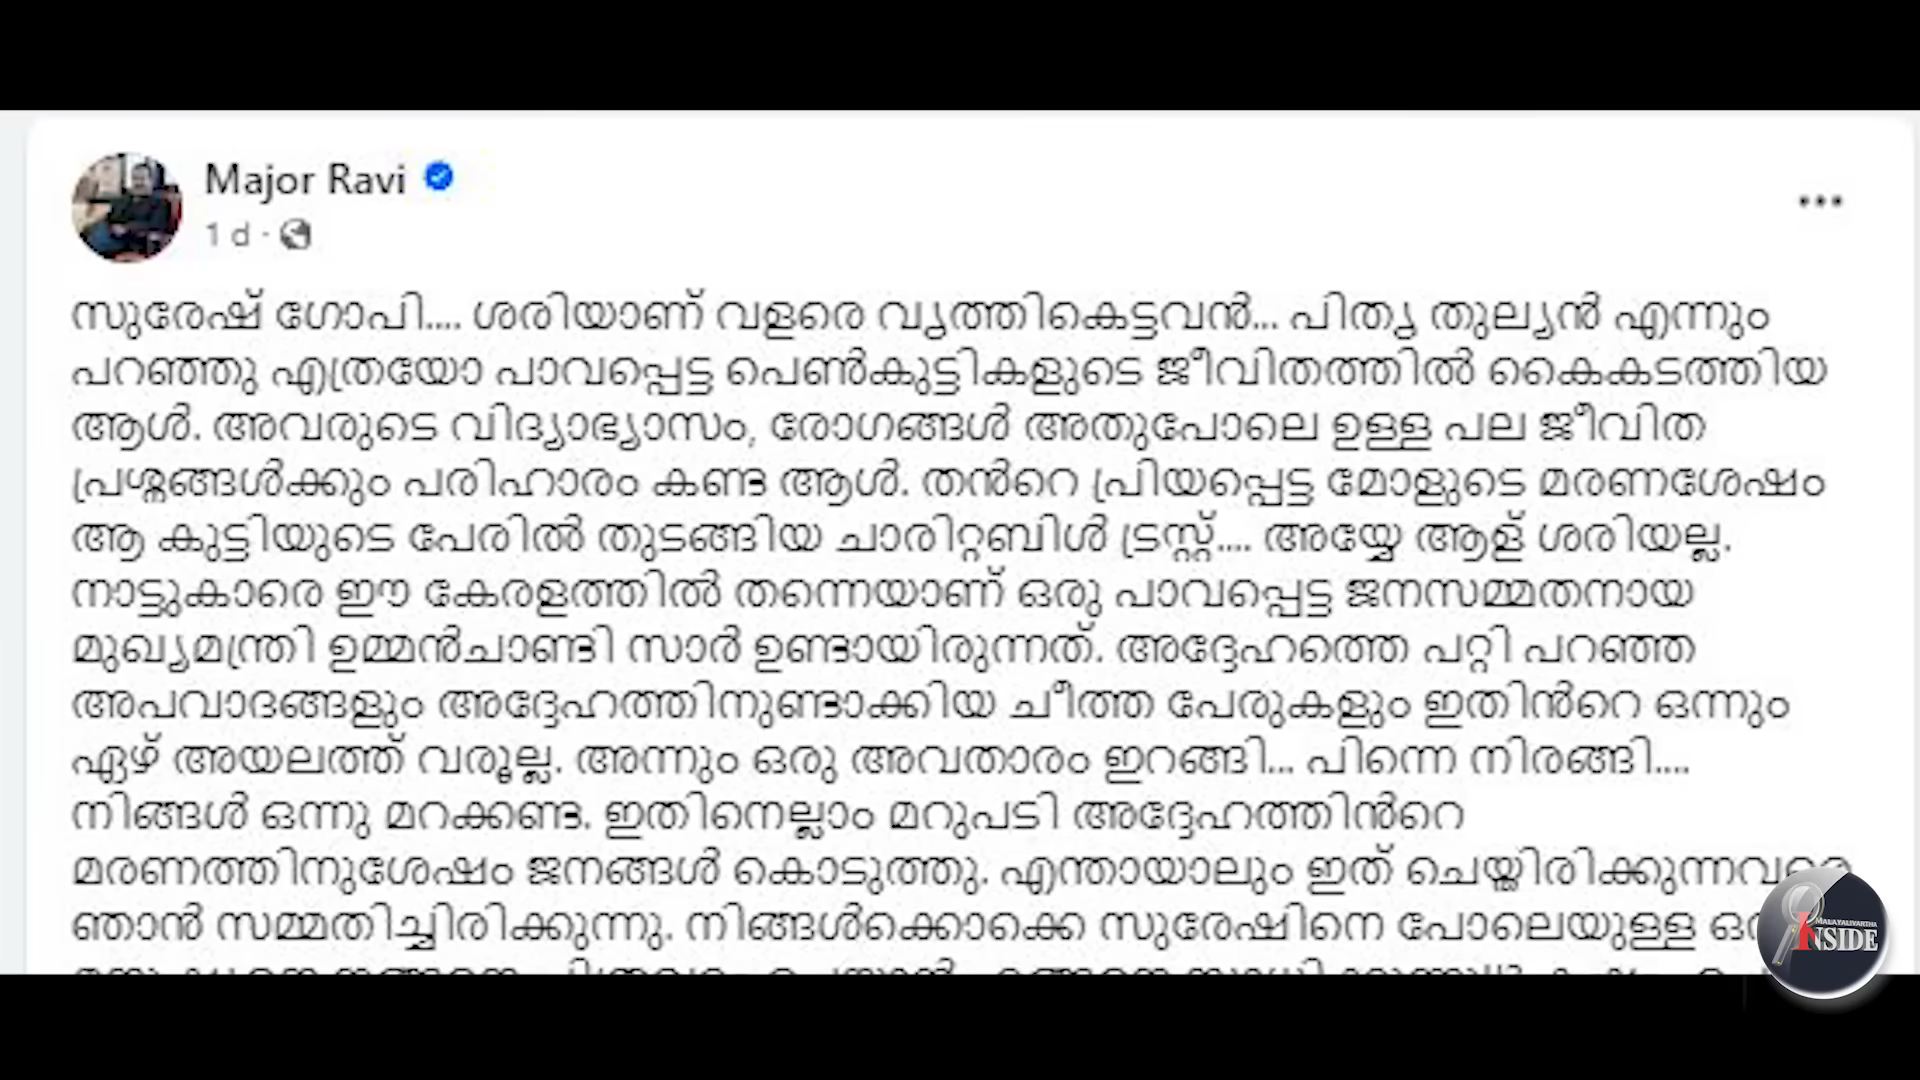 Major Ravi
1 d ·
സുരേഷ് ഗോപി.... ശരിയാണ് വളരെ വൃത്തികെട്ടവൻ... പിതൃ തുല്യൻ എന്നും
പറഞ്ഞു എത്രയോ പാവപ്പെട്ട പെൺകുട്ടികളുടെ ജീവിതത്തിൽ കൈകടത്തിയ
ആൾ. അവരുടെ വിദ്യാഭ്യാസം, രോഗങ്ങൾ അതുപോലെ ഉള്ള പല ജീവിത
പ്രശ്നങ്ങൾക്കും പരിഹാരം കണ്ട ആൾ. തൻറെ പ്രിയപ്പെട്ട മോളുടെ മരണശേഷം
ആ കുട്ടിയുടെ പേരിൽ തുടങ്ങിയ ചാരിറ്റബിൾ ട്രസ്റ്റ്.... അയ്യേ ആള് ശരിയല്ല.
നാട്ടുകാരെ ഈ കേരളത്തിൽ തന്നെയാണ് ഒരു പാവപ്പെട്ട ജനസമ്മതനായ
മുഖ്യമന്ത്രി ഉമ്മൻചാണ്ടി സാർ ഉണ്ടായിരുന്നത്. അദ്ദേഹത്തെ പറ്റി പറഞ്ഞ
അപവാദങ്ങളും അദ്ദേഹത്തിനുണ്ടാക്കിയ ചീത്ത പേരുകളും ഇതിൻറെ ഒന്നും
ഏഴ് അയലത്ത് വരൂല്ല. അന്നും ഒരു അവതാരം ഇറങ്ങി... പിന്നെ നിരങ്ങി....
നിങ്ങൾ ഒന്നു മറക്കണ്ട. ഇതിനെല്ലാം മറുപടി അദ്ദേഹത്തിൻറെ
മരണത്തിനുശേഷം ജനങ്ങൾ കൊടുത്തു. എന്തായാലും ഇത് ചെയ്തിരിക്കുന്നവരെ
ഞാൻ സമ്മതിച്ചിരിക്കുന്നു. നിങ്ങൾക്കൊക്കെ സുരേഷിനെ പോലെയുള്ള
MALAYALIVARTHA
INSIDE